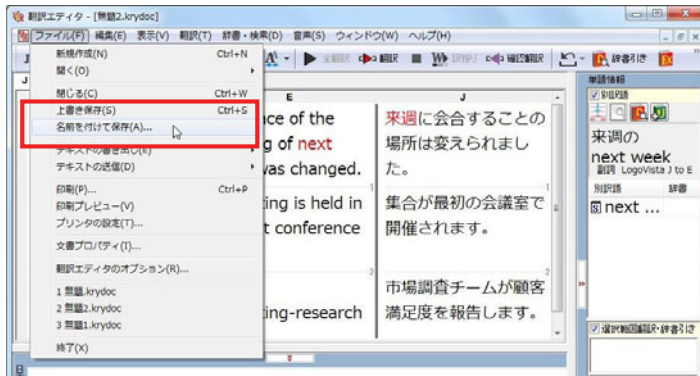 翻訳エディタ - [無題2.krydoc]
ファイル(F) 編集(E) 表示(V) 翻訳(T) 辞書・検索(D) 音声(S) ウィンドウ(W) ヘルプ(H)
新規作成(N) Ctrl+N
開く(O)
閉じる(C) Ctrl+W
上書き保存(S) Ctrl+S
名前を付けて保存(A)...
テキストの書き出し(E)
テキストの送信(D)
印刷(P)... Ctrl+P
印刷プレビュー(V)
プリンタの設定(T)...
文書プロパティ(I)...
翻訳エディタのオプション(R)...
1 無題.krydoc
2 無題2.krydoc
3 無題1.krydoc
終了(X)
全翻訳 翻訳 確認翻訳 辞書引き
E J
nce of the
g of next
was changed.
来週に会合することの
場所は変えられまし
た。
1 1
ing is held in
t conference
集合が最初の会議室で
開催されます。
2 2
ing-research
市場調査チームが顧客
満足度を報告します。
単語情報
別訳語
来週の
next week
副詞 LogoVista J to E
別訳語 辞書
next ...
選択範囲翻訳・辞書引き